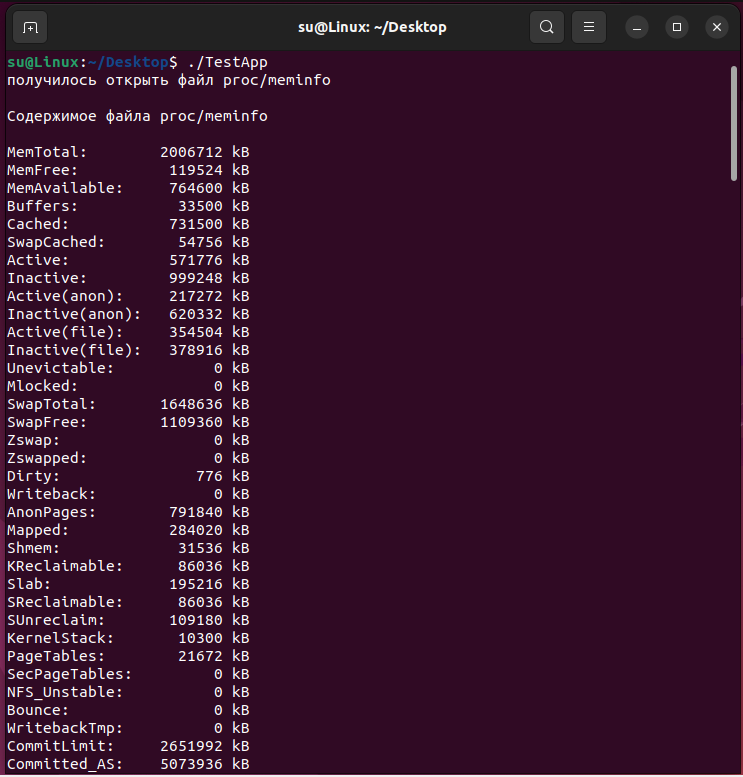 su@Linux: ~/Desktop
su@Linux:~/Desktop$ ./TestApp
получилось открыть файл proc/meminfo
Содержимое файла proc/meminfo
MemTotal:        2006712 kB
MemFree:          119524 kB
MemAvailable:     764600 kB
Buffers:           33500 kB
Cached:           731500 kB
SwapCached:        54756 kB
Active:           571776 kB
Inactive:         999248 kB
Active(anon):     217272 kB
Inactive(anon):   620332 kB
Active(file):     354504 kB
Inactive(file):   378916 kB
Unevictable:           0 kB
Mlocked:               0 kB
SwapTotal:       1648636 kB
SwapFree:        1109360 kB
Zswap:                 0 kB
Zswapped:              0 kB
Dirty:               776 kB
Writeback:             0 kB
AnonPages:        791840 kB
Mapped:           284020 kB
Shmem:             31536 kB
KReclaimable:      86036 kB
Slab:             195216 kB
SReclaimable:      86036 kB
SUnreclaim:       109180 kB
KernelStack:       10300 kB
PageTables:        21672 kB
SecPageTables:         0 kB
NFS_Unstable:          0 kB
Bounce:                0 kB
WritebackTmp:          0 kB
CommitLimit:     2651992 kB
Committed_AS:    5073936 kB